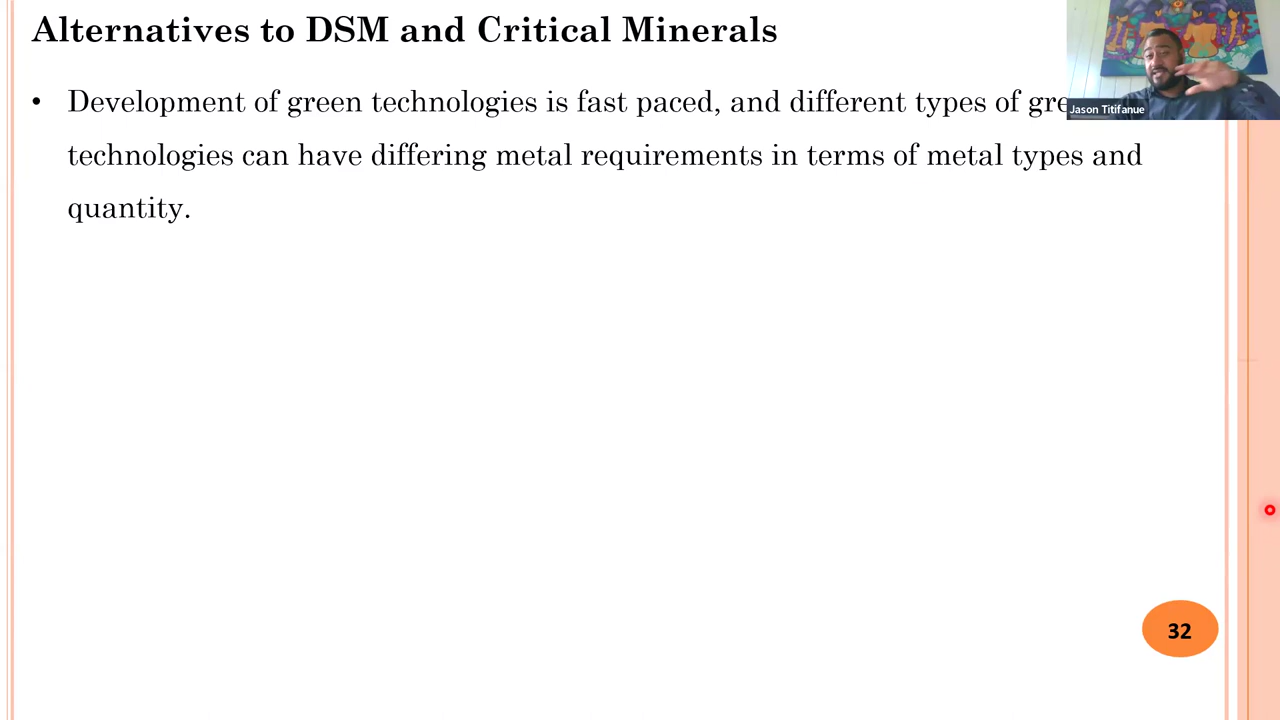 Alternatives to DSM and Critical Minerals
• Development of green technologies is fast paced, and different types of
technologies can have differing metal requirements in terms of metal types and
quantity.
Jason Titifanue
32